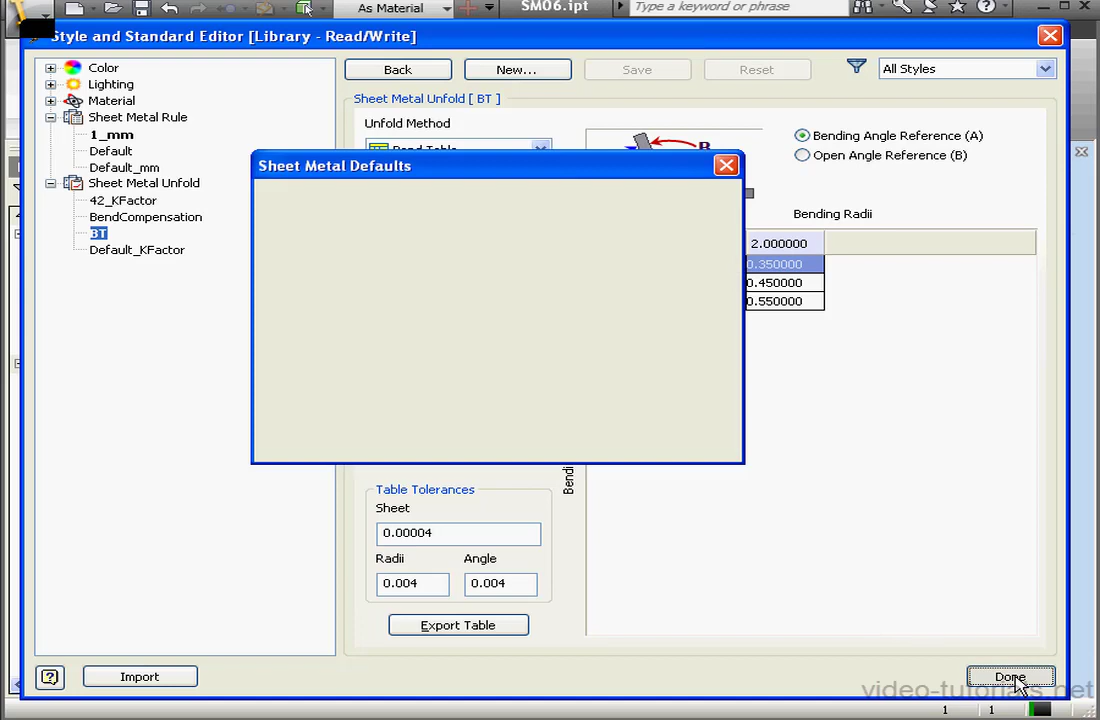 As Material
SM06.ipt
Type a keyword or phrase
Style and Standard Editor [Library - Read/Write]
Color
Lighting
Material
Sheet Metal Rule
1_mm
Default
Default_mm
Sheet Metal Unfold
42_KFactor
BendCompensation
BT
Default_KFactor
Back
New...
Save
Reset
All Styles
Sheet Metal Unfold [ BT ]
Unfold Method
Bend Table
B
Bending Angle Reference (A)
Open Angle Reference (B)
Sheet Metal Defaults
Bending Radii
2.000000
0.350000
0.450000
0.550000
Table Tolerances
Sheet
0.00004
Radii
Angle
0.004
0.004
Export Table
Import
Done
video-tutorials.net
1
1